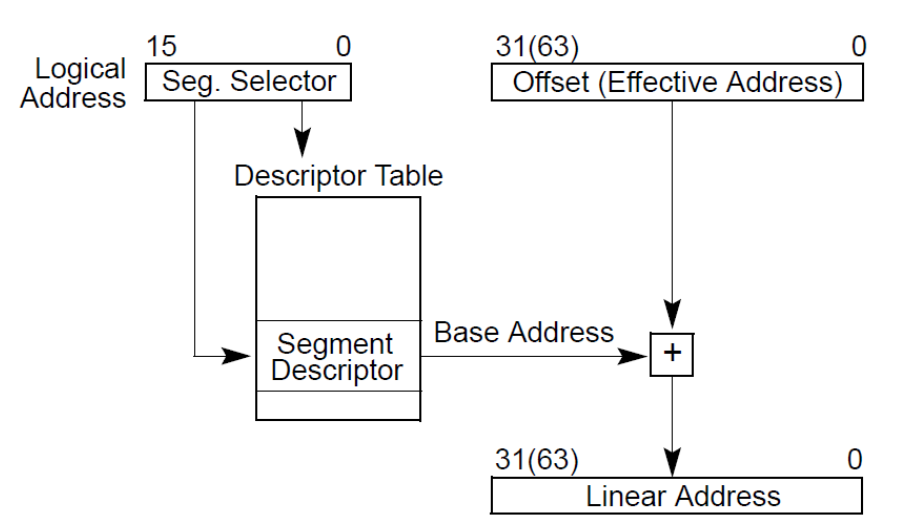 15 0 31(63) 0
Logical
Address
Seg. Selector
Offset (Effective Address)
Descriptor Table
Base Address
Segment
Descriptor
+
31(63) 0
Linear Address